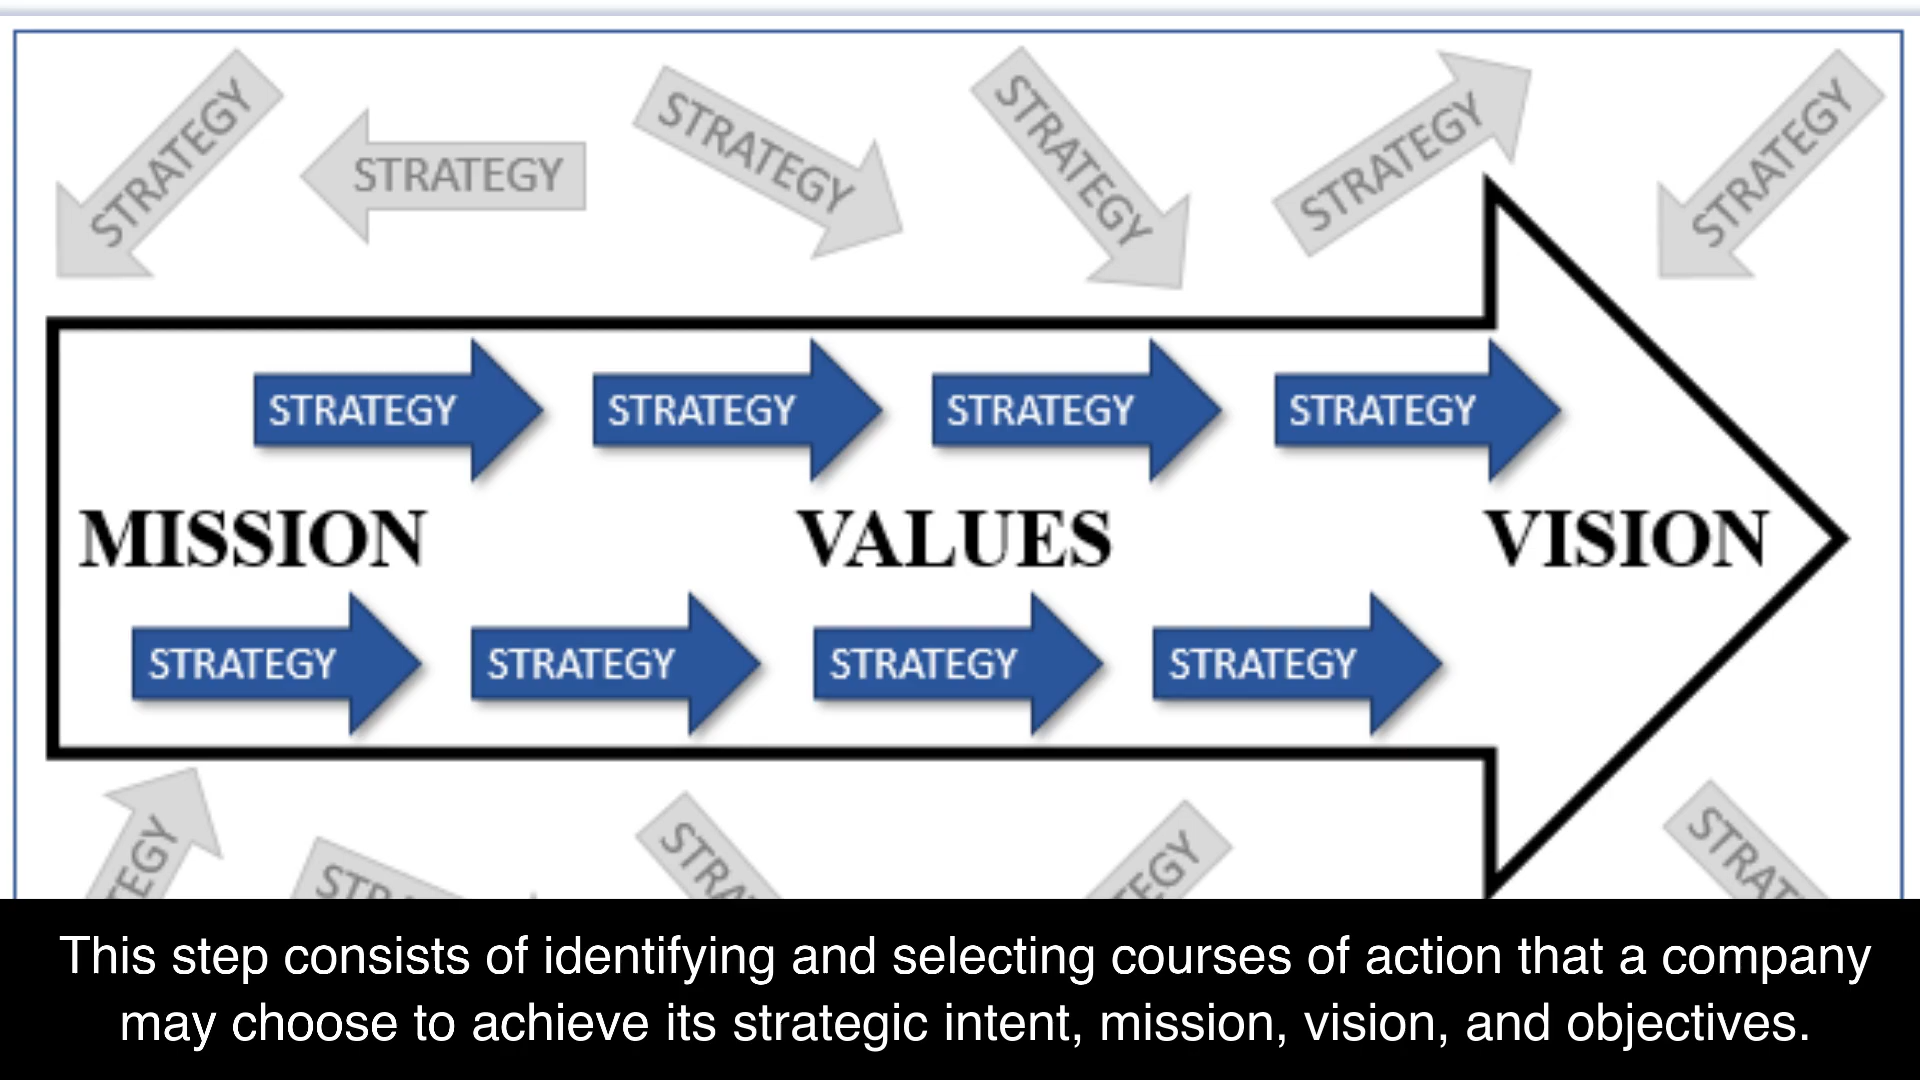 STRATEGY
STRATEGY
STRATEGY
STRATEGY
STRATEGY
STRATEGY
STRATEGY STRATEGY STRATEGY STRATEGY
MISSION VALUES VISION
STRATEGY STRATEGY STRATEGY STRATEGY
This step consists of identifying and selecting courses of action that a company
may choose to achieve its strategic intent, mission, vision, and objectives.